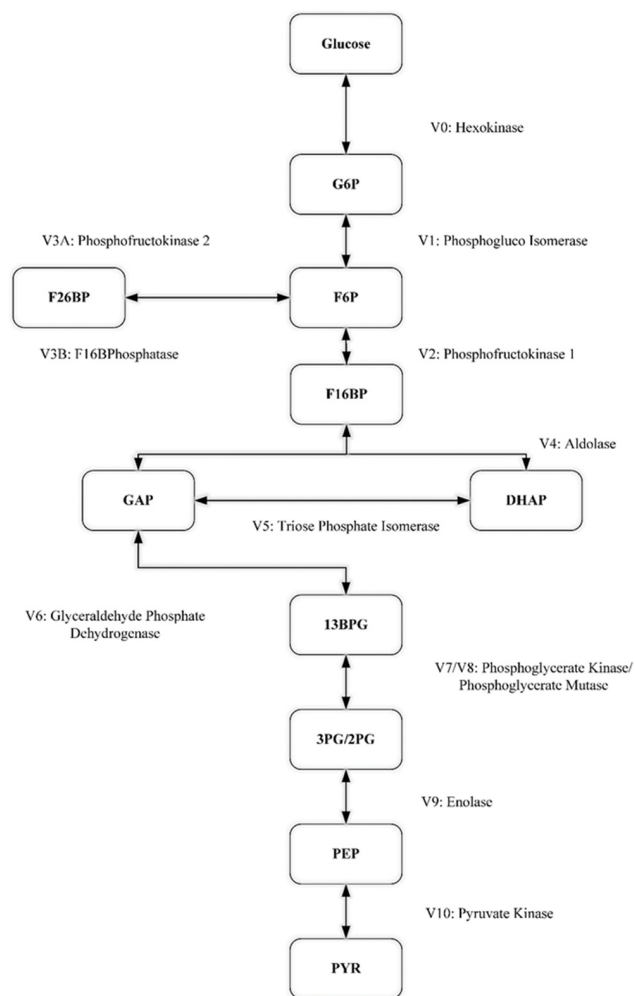 Glucose
V0: Hexokinase
G6P
V3A: Phosphofructokinase 2
V1: Phosphogluco Isomerase
F26BP
F6P
V3B: F16BPhosphatase
V2: Phosphofructokinase 1
F16BP
V4: Aldolase
GAP
DHAP
V5: Triose Phosphate Isomerase
V6: Glyceraldehyde Phosphate
Dehydrogenase
13BPG
V7/V8: Phosphoglycerate Kinase/
Phosphoglycerate Mutase
3PG/2PG
V9: Enolase
PEP
V10: Pyruvate Kinase
PYR